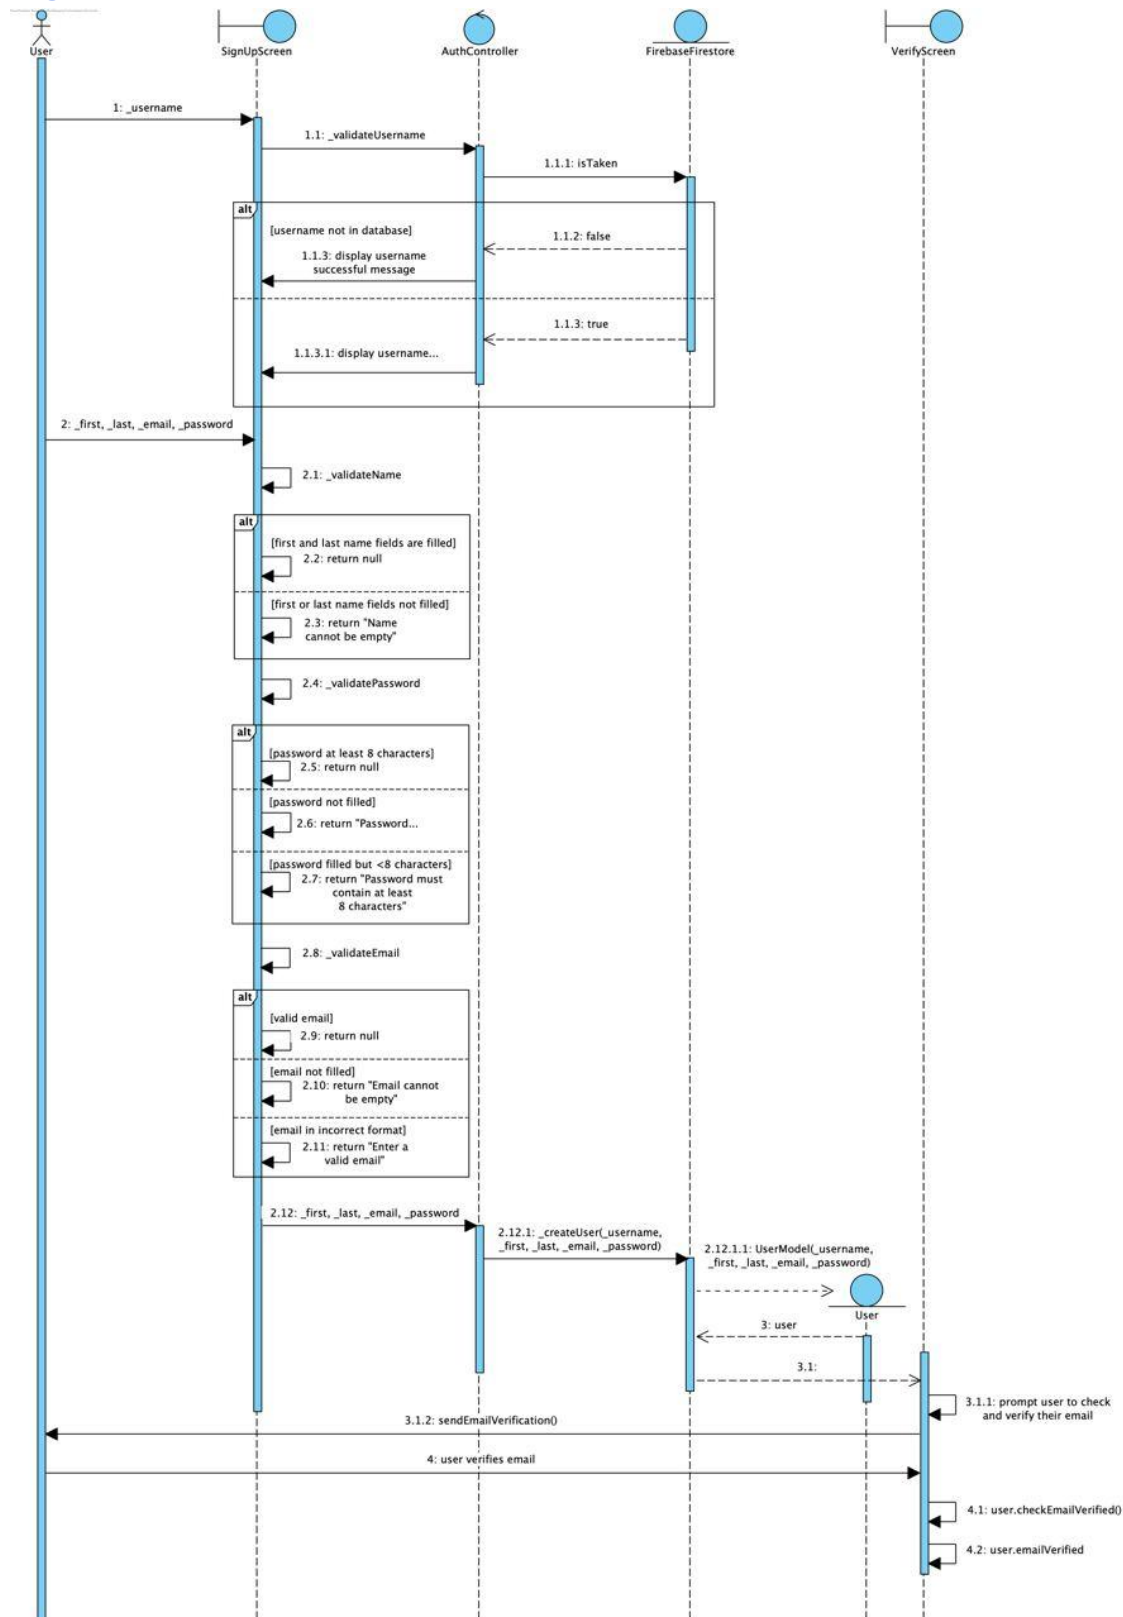 User
SignUpScreen
AuthController
FirebaseFirestore
VerifyScreen
1: _username
1.1: _validateUsername
1.1.1: isTaken
alt
[username not in database]
1.1.2: false
1.1.3: display username
successful message
1.1.3: true
1.1.3.1: display username...
2: _first, _last, _email, _password
2.1: _validateName
alt
[first and last name fields are filled]
2.2: return null
[first or last name fields not filled]
2.3: return "Name
cannot be empty"
2.4: _validatePassword
alt
[password at least 8 characters]
2.5: return null
[password not filled]
2.6: return "Password...
[password filled but <8 characters]
2.7: return "Password must
contain at least
8 characters"
2.8: _validateEmail
alt
[valid email]
2.9: return null
[email not filled]
2.10: return "Email cannot
be empty"
[email in incorrect format]
2.11: return "Enter a
valid email"
2.12: _first, _last, _email, _password
2.12.1: _createUser(_username,
_first, _last, _email, _password)
2.12.1.1: UserModel(_username,
_first, _last, _email, _password)
User
3: user
3.1:
3.1.1: prompt user to check
and verify their email
3.1.2: sendEmailVerification()
4: user verifies email
4.1: user.checkEmailVerified()
4.2: user.emailVerified